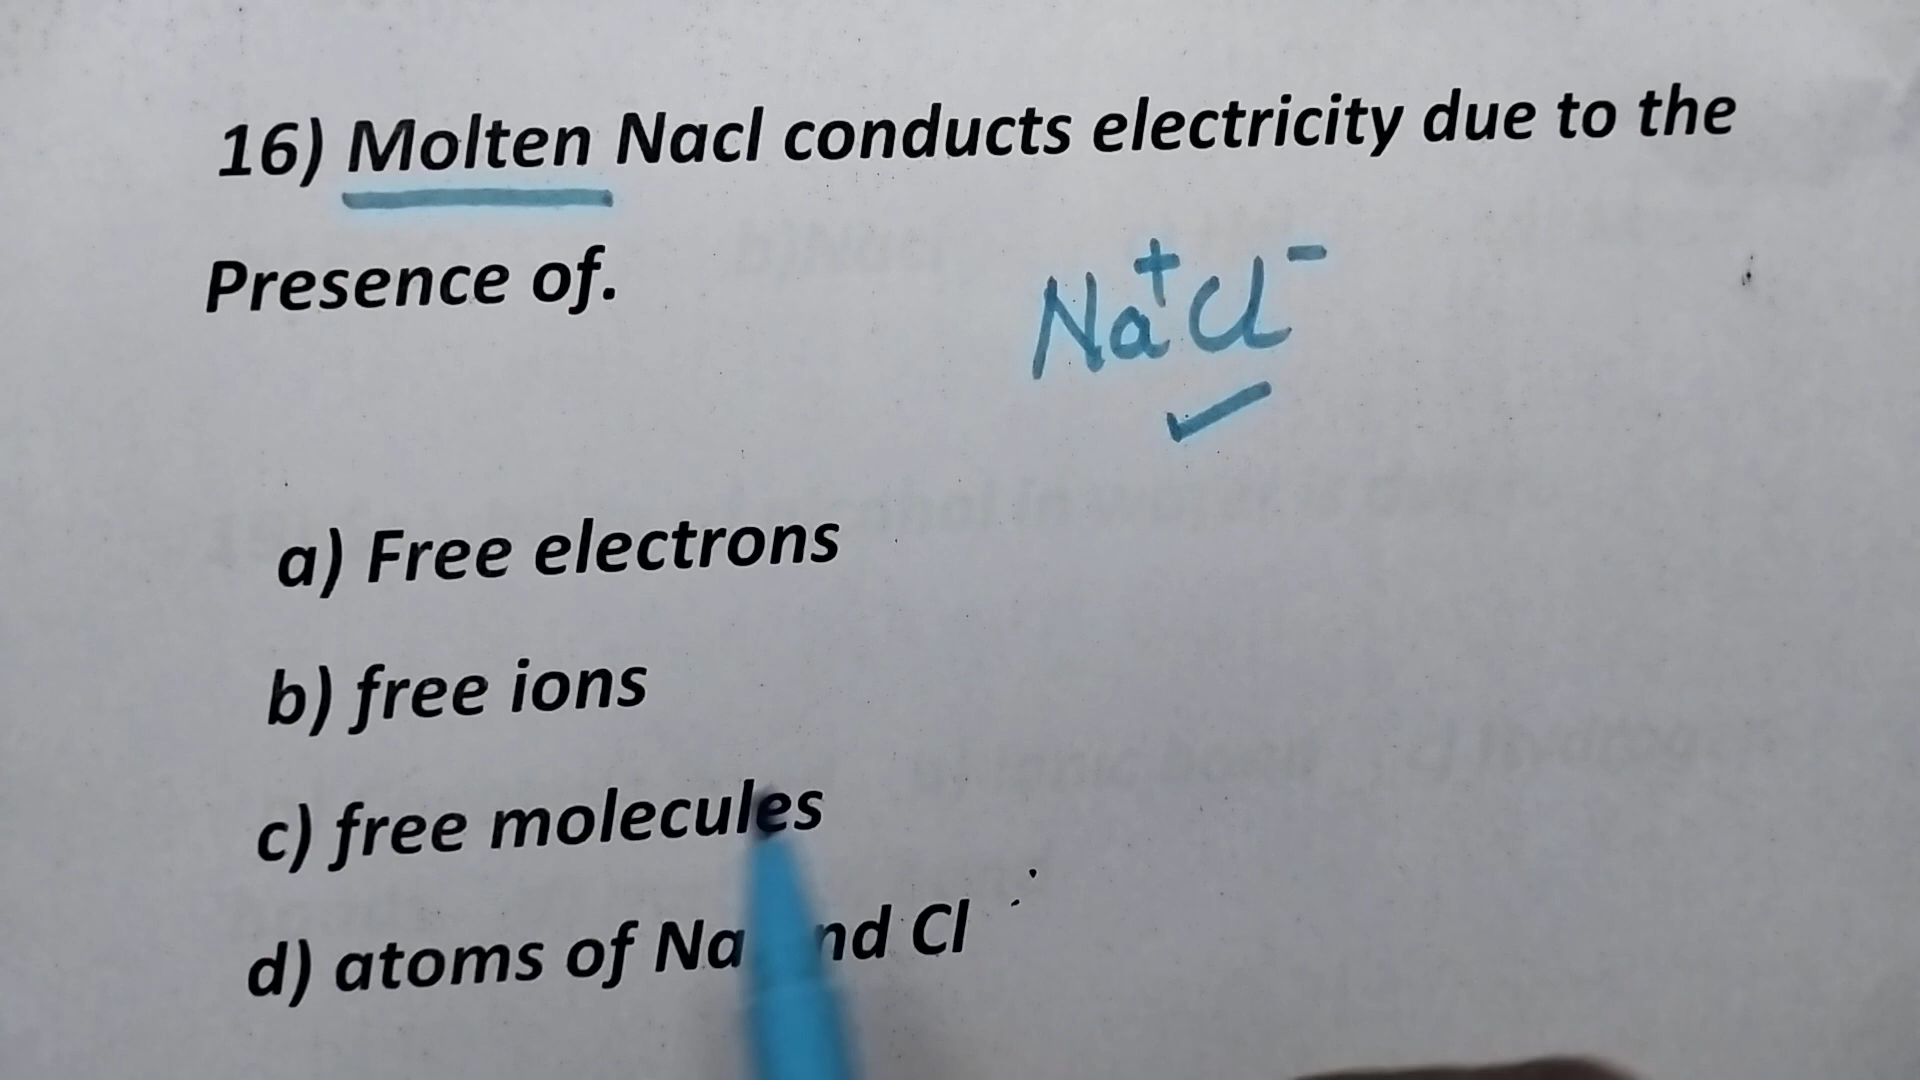 16) Molten Nacl conducts electricity due to the
Presence of.
Na⁺Cl⁻
a) Free electrons
b) free ions
c) free molecules
d) atoms of Na nd Cl